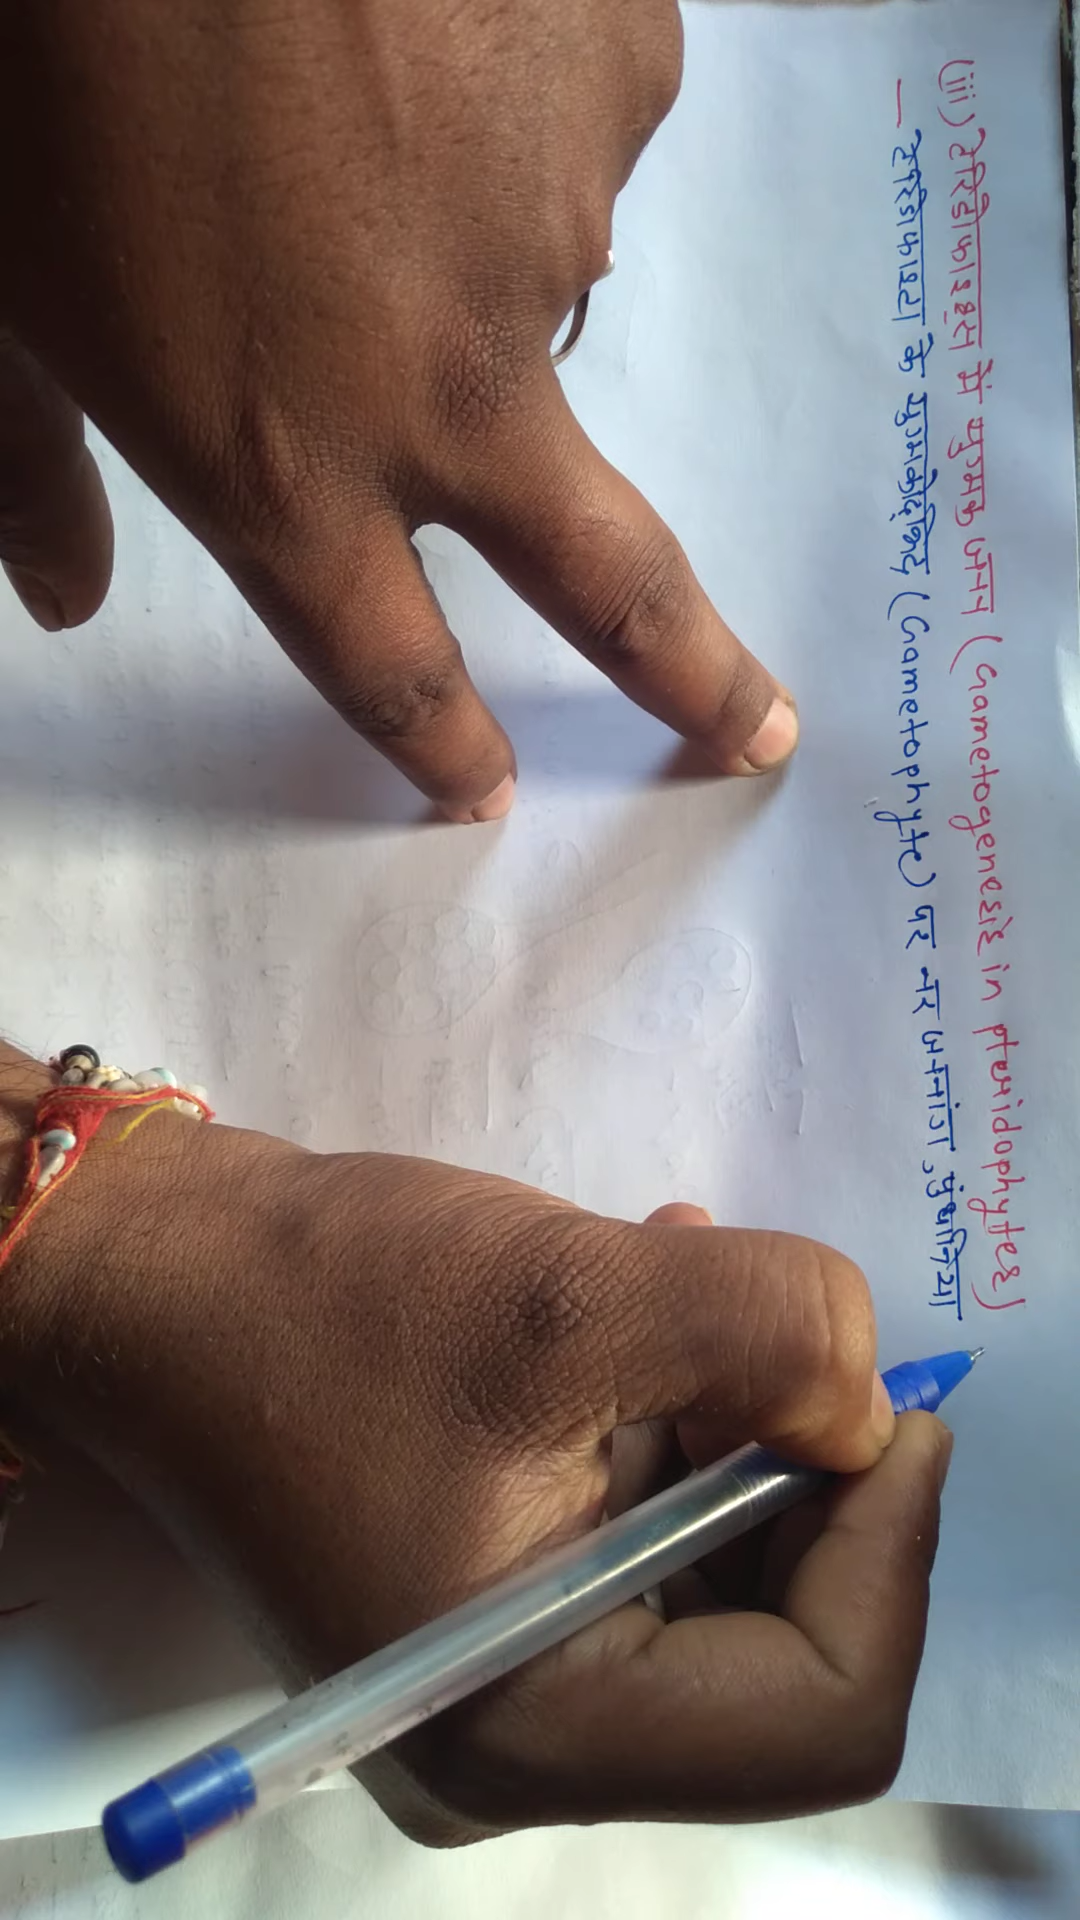 (iii) टेरिडोफाइट्स में युग्मक जनन (Gametogenesis in pteridophytes)
— टेरिडोफाइटा के युग्मकोद्भिद् (Gametophyte) पर नर जननांग पुंधानियां